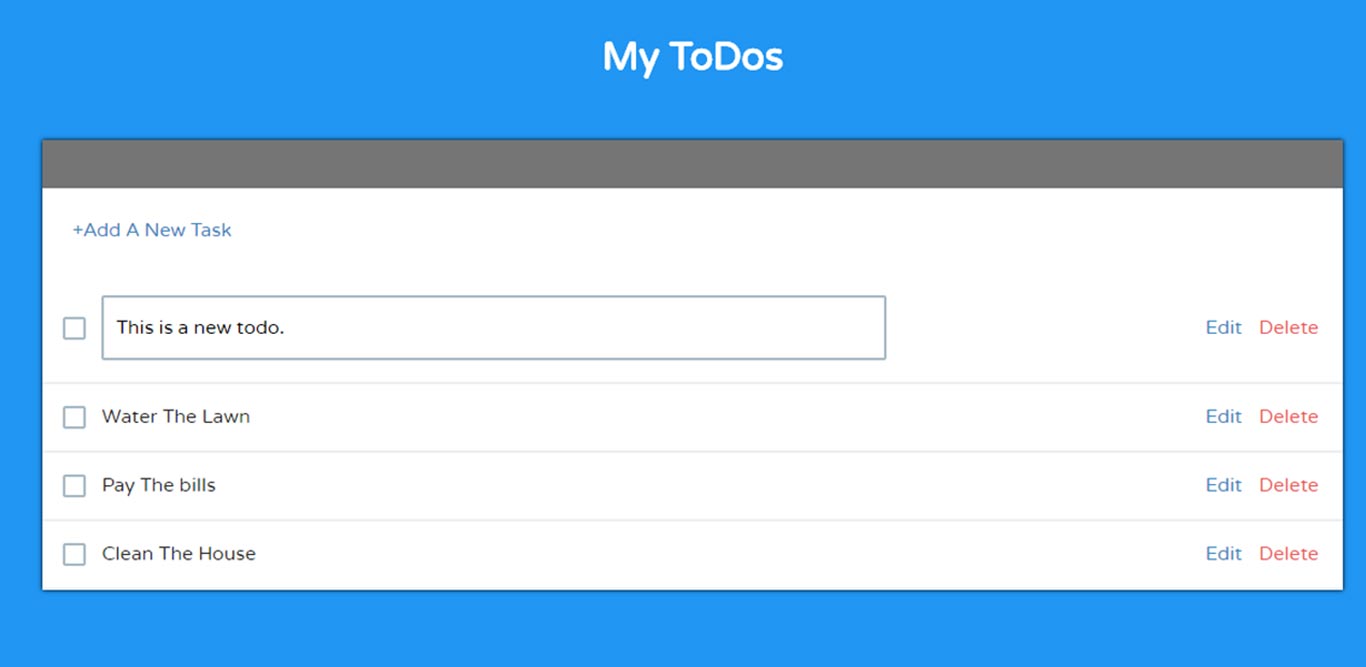 My ToDos
+Add A New Task
This is a new todo. Edit Delete
Water The Lawn Edit Delete
Pay The bills Edit Delete
Clean The House Edit Delete